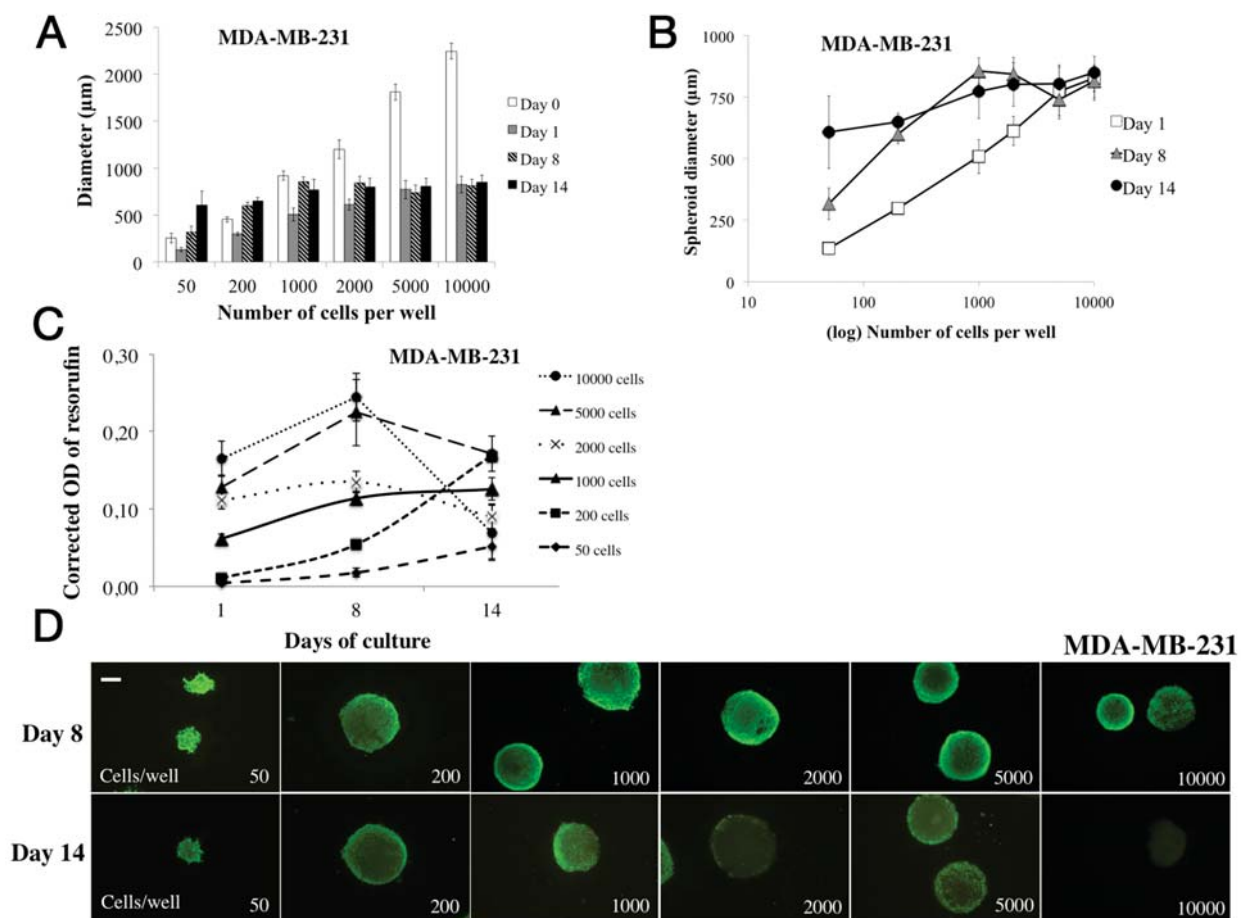 A
MDA-MB-231
Diameter (µm)
2500
2000
1500
1000
500
0
50 200 1000 2000 5000 10000
Number of cells per well
Day 0
Day 1
Day 8
Day 14
B
MDA-MB-231
Spheroid diameter (µm)
1000
750
500
250
0
10 100 1000 10000
(log) Number of cells per well
Day 1
Day 8
Day 14
C
MDA-MB-231
Corrected OD of resorufin
0,30
0,20
0,10
0,00
1 8 14
Days of culture
10000 cells
5000 cells
2000 cells
1000 cells
200 cells
50 cells
D
MDA-MB-231
Day 8
Cells/well 50 200 1000 2000 5000 10000
Day 14
Cells/well 50 200 1000 2000 5000 10000